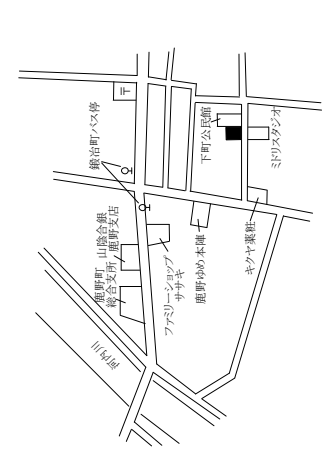 〒
鍛冶町バス停
下町公民館
ミドリスタジオ
山陰合銀
鹿野支店
鹿野町
総合支所
ファミリーショップ
ササキ
鹿野ゆめ本陣
キクヤ薬粧
河内川